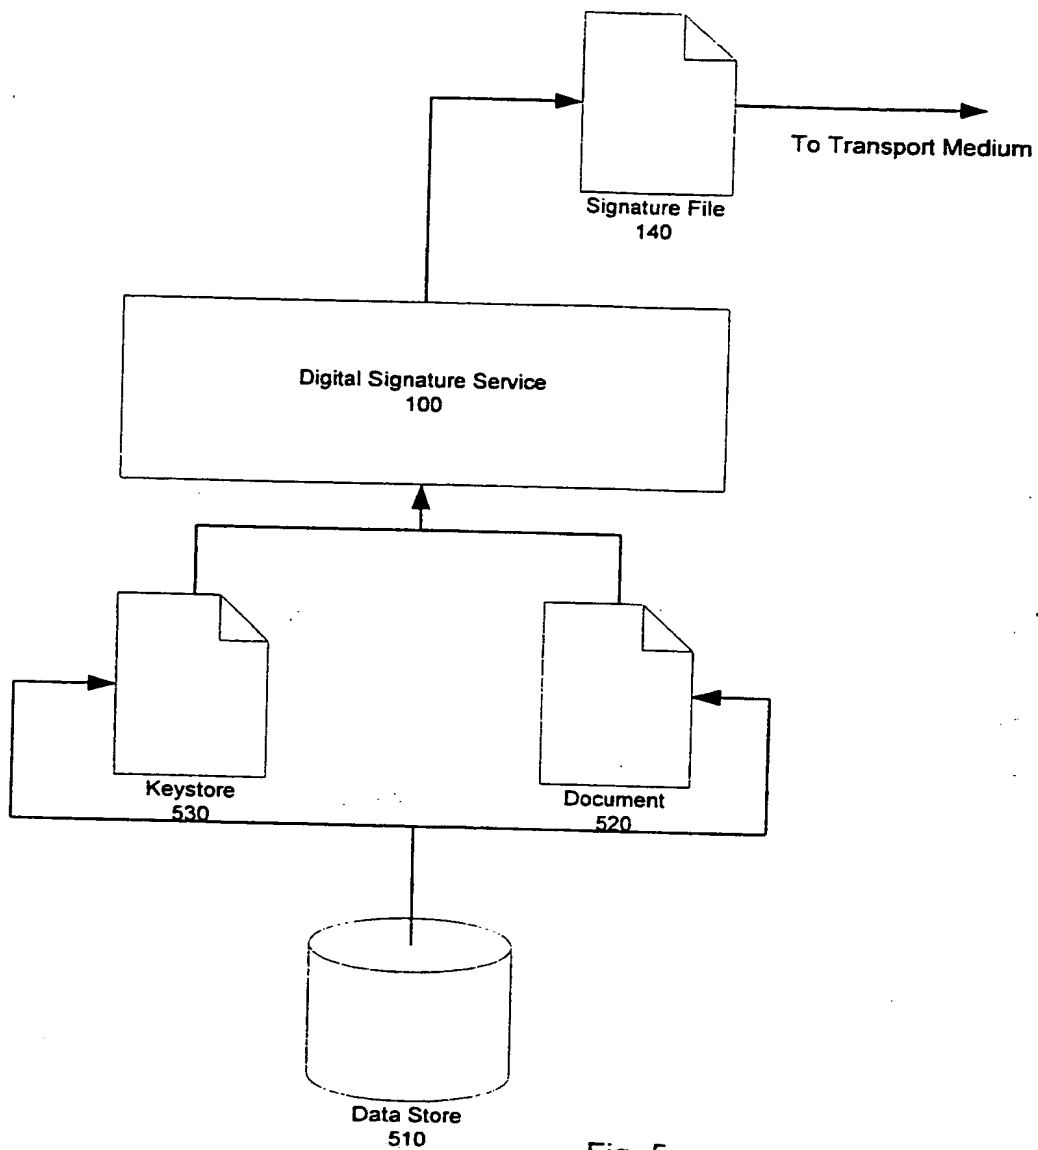 To Transport Medium
Signature File
140
Digital Signature Service
100
Keystore
530
Document
520
Data Store
510
Fig. 5